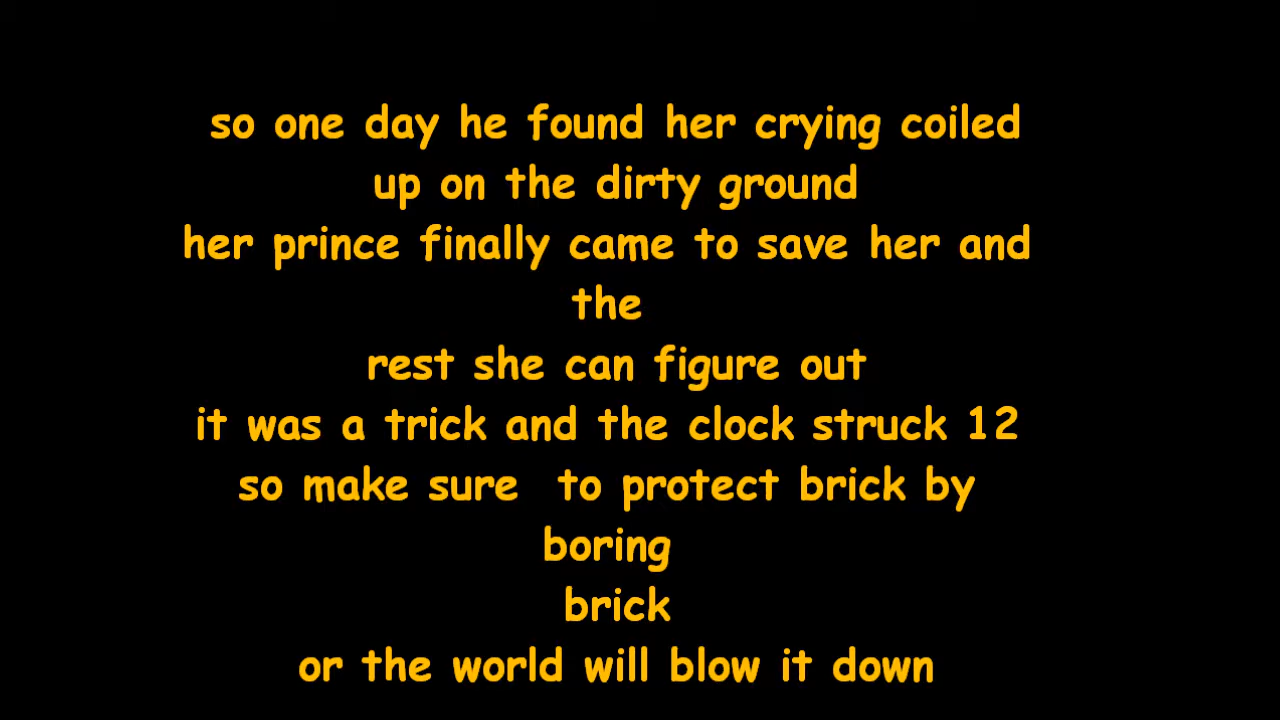 so one day he found her crying coiled
up on the dirty ground
her prince finally came to save her and
the
rest she can figure out
it was a trick and the clock struck 12
so make sure  to protect brick by
boring
brick
or the world will blow it down